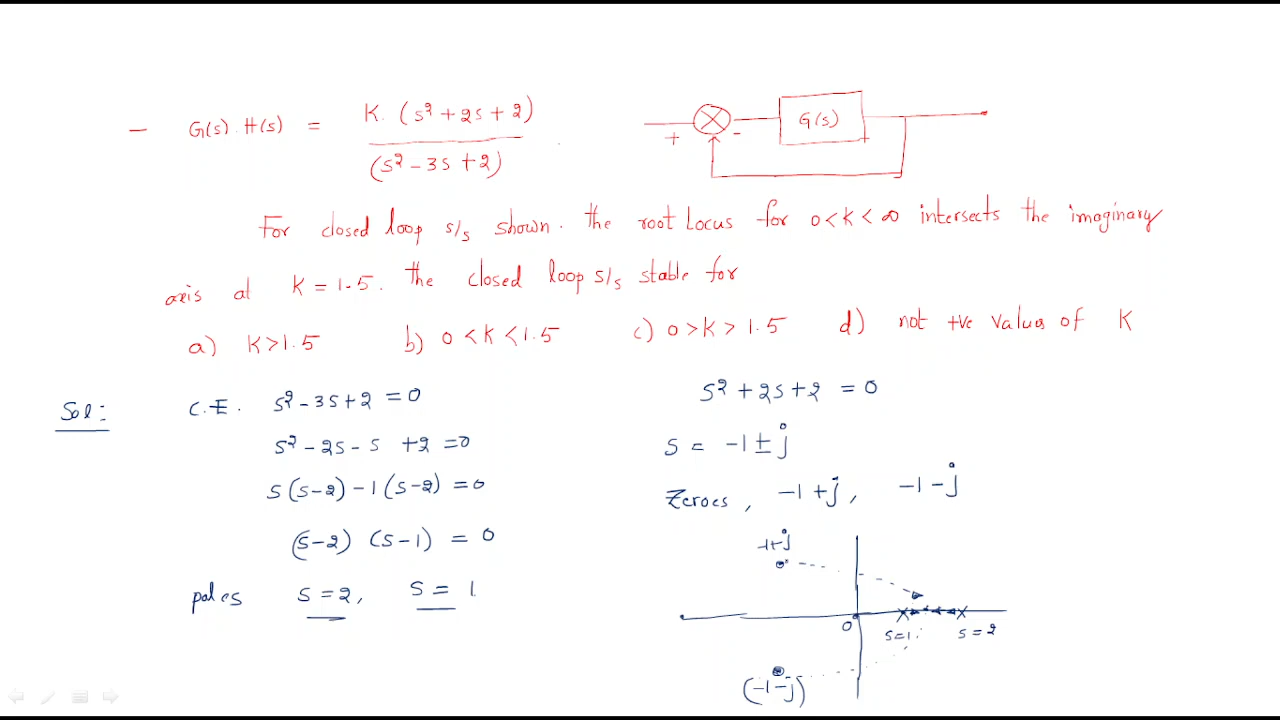 - G(s). H(s) = K. (s² + 2s + 2) / (s² - 3s + 2)
+ - G(s) +
For closed loop s/s shown. the root Locus for 0<K<∞ intersects the imaginary
axis at K = 1.5. the closed loop s/s stable for
a) K>1.5 b) 0<K<1.5 c) 0>K>1.5 d) not +ve values of K
Sol: C.E. s² - 3s + 2 = 0
s² - 2s - s + 2 = 0
s(s-2) - 1(s-2) = 0
(s-2) (s-1) = 0
poles s = 2, s = 1
s² + 2s + 2 = 0
s = -1 ± j
Zeroes, -1+j, -1-j
-1+j
0 s=1 s=2
(-1-j)